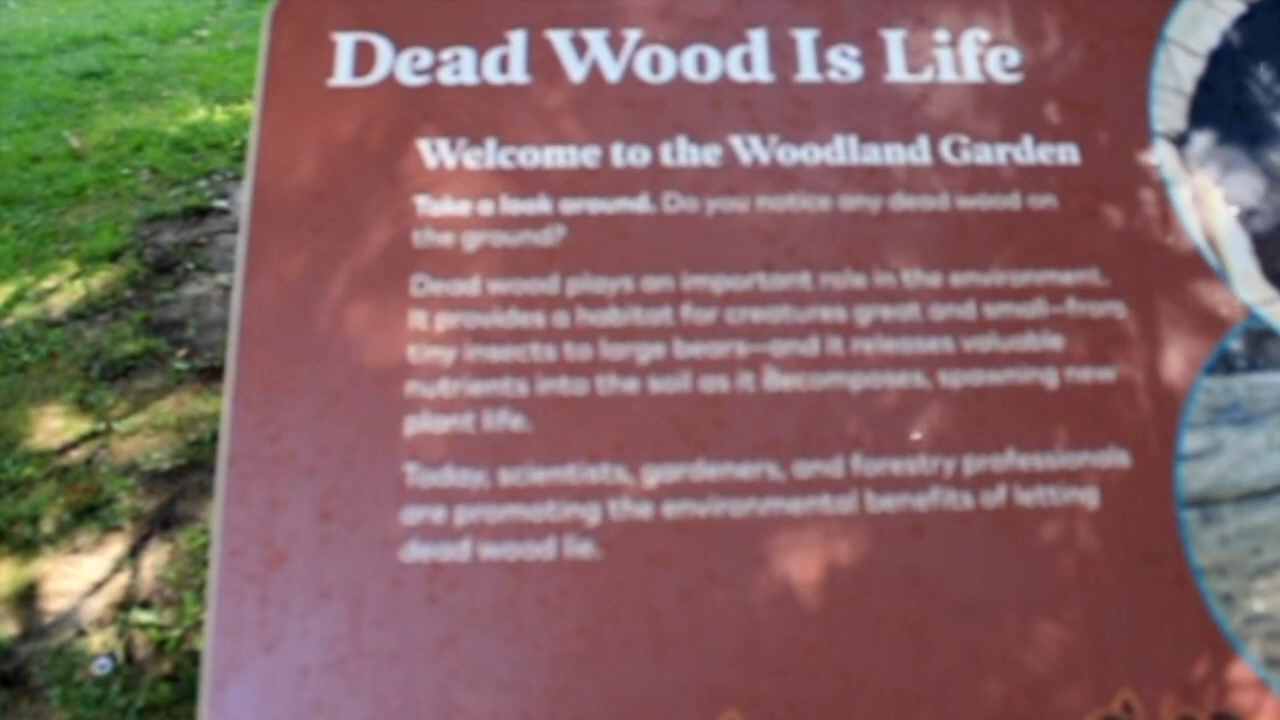 Dead Wood Is Life
Welcome to the Woodland Garden
Take a look around. Do you notice any dead wood on
the ground?
Dead wood plays an important role in the environment.
It provides a habitat for creatures great and small—from
tiny insects to large bears—and it releases valuable
nutrients into the soil as it decomposes, spawning new
plant life.
Today, scientists, gardeners, and forestry professionals
are promoting the environmental benefits of letting
dead wood lie.